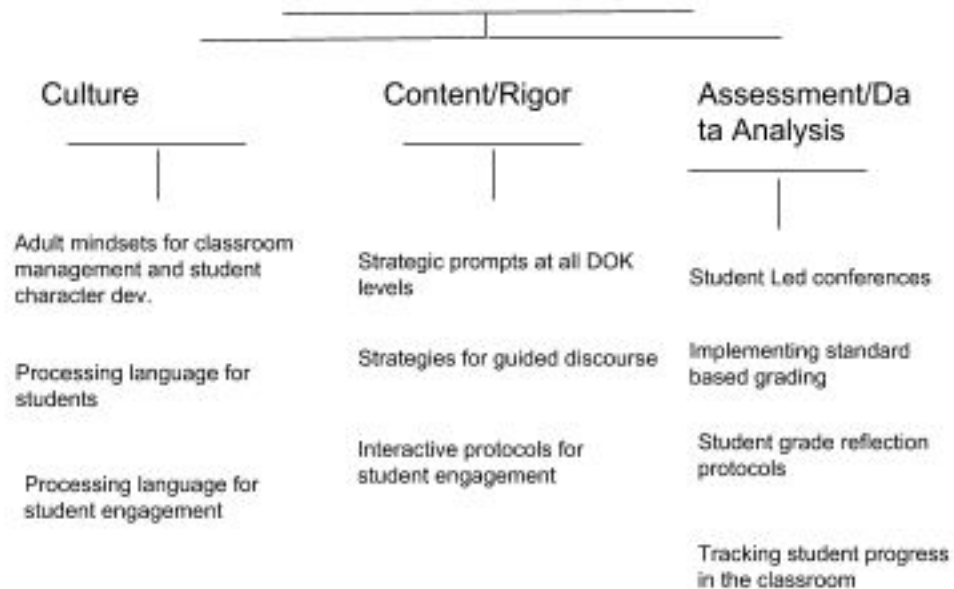 Culture
Adult mindsets for classroom
management and student
character dev.
Processing language for
students
Processing language for
student engagement
Content/Rigor
Strategic prompts at all DOK
levels
Strategies for guided discourse
Interactive protocols for
student engagement
Assessment/Da
ta Analysis
Student Led conferences
Implementing standard
based grading
Student grade reflection
protocols
Tracking student progress
in the classroom